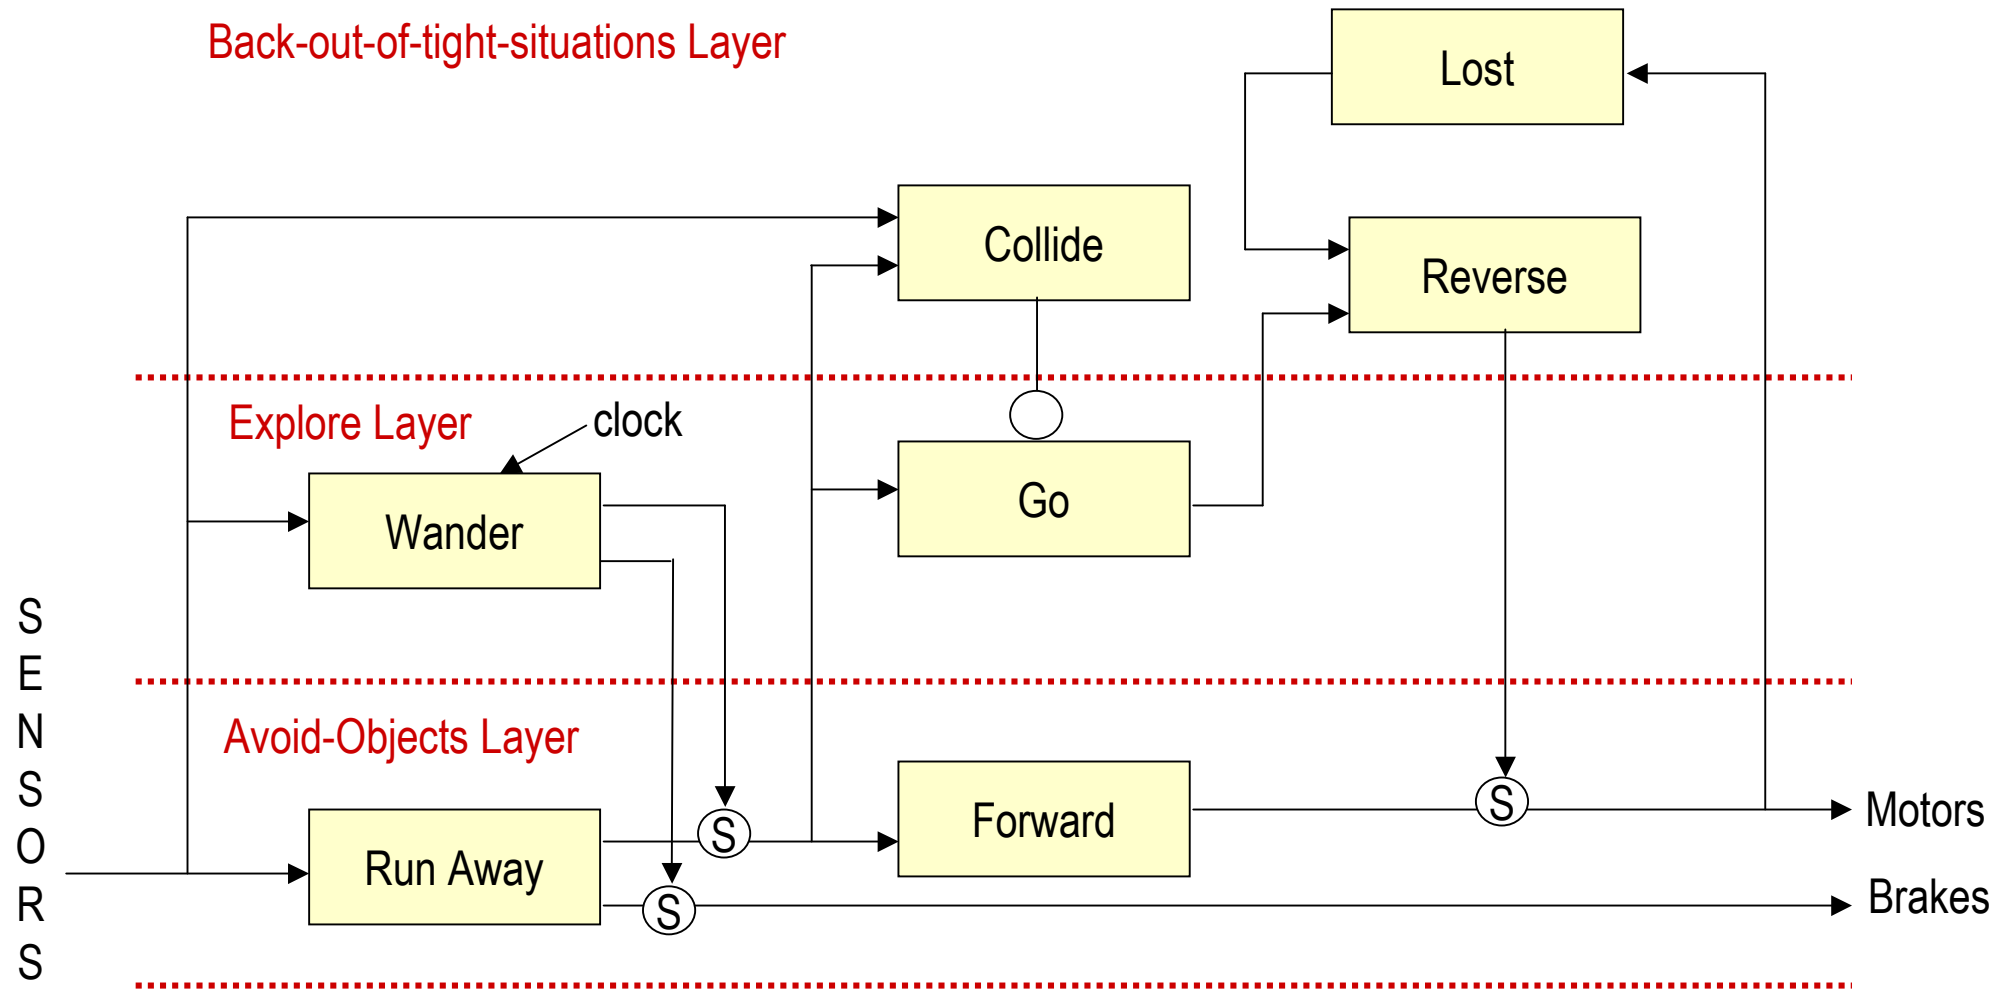 Back-out-of-tight-situations Layer
Lost
Collide
Reverse
Explore Layer
clock
Wander
Go
SENSORS
Avoid-Objects Layer
Run Away
S
S
Forward
S
Motors
Brakes